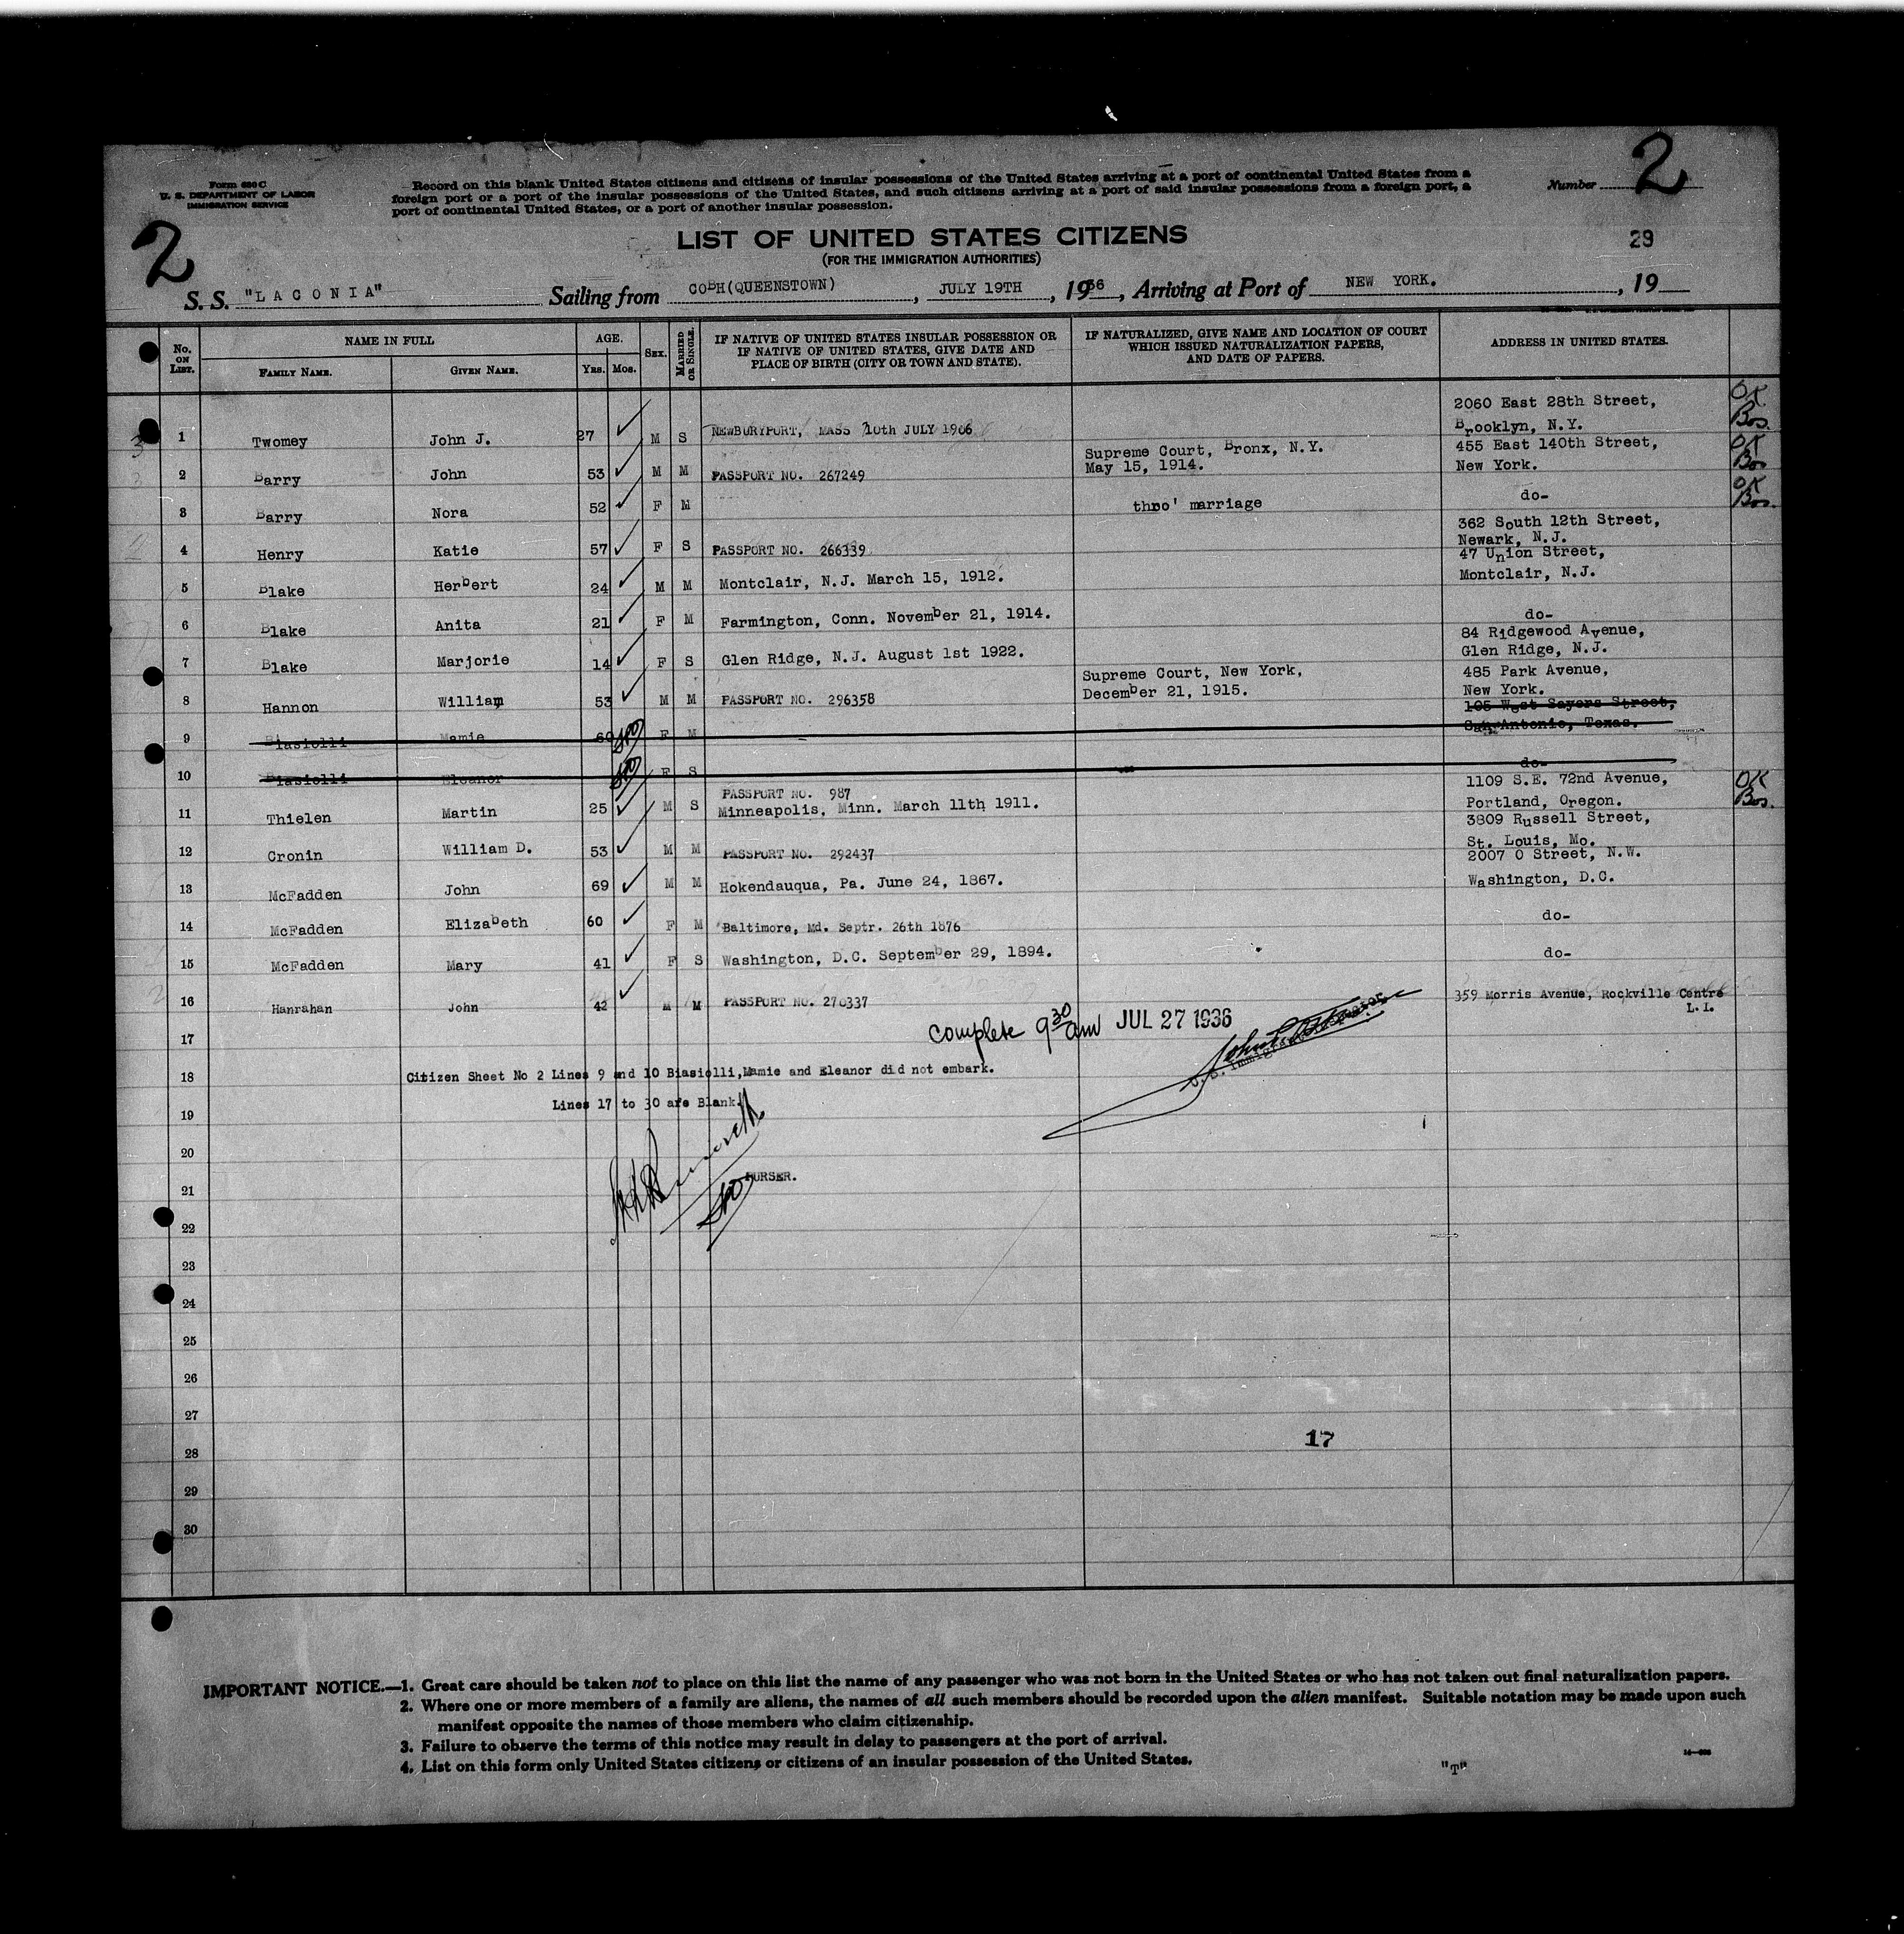 Form 630 C
U. S. DEPARTMENT OF LABOR
IMMIGRATION SERVICE
Record on this blank United States citizens and citizens of insular possessions of the United States arriving at a port of continental United States from a
foreign port or a port of the insular possessions of the United States, and such citizens arriving at a port of said insular possessions from a foreign port, a
port of continental United States, or a port of another insular possession.
Number 2
2
LIST OF UNITED STATES CITIZENS
(FOR THE IMMIGRATION AUTHORITIES)
29
S. S. "LACONIA" Sailing from COBH(QUEENSTOWN), JULY 19TH, 1936, Arriving at Port of NEW YORK., 19
No. ON LIST. NAME IN FULL FAMILY NAME. GIVEN NAME. AGE. YRS. MOS. SEX. MARRIED OR SINGLE. IF NATIVE OF UNITED STATES INSULAR POSSESSION OR IF NATIVE OF UNITED STATES, GIVE DATE AND PLACE OF BIRTH (CITY OR TOWN AND STATE). IF NATURALIZED, GIVE NAME AND LOCATION OF COURT WHICH ISSUED NATURALIZATION PAPERS, AND DATE OF PAPERS. ADDRESS IN UNITED STATES.
1 Twomey John J. 27 M S NEWBURYPORT, MASS 10th JULY 1906 2060 East 28th Street, Brooklyn, N.Y. OK Bos.
2 Barry John 53 M M PASSPORT NO. 267249 Supreme Court, Bronx, N.Y. May 15, 1914. 455 East 140th Street, New York. OK Bos
3 Barry Nora 52 F M thro' marriage do- OK Bos.
4 Henry Katie 57 F S PASSPORT NO. 266339 362 South 12th Street, Newark, N.J.
5 Blake Herbert 24 M M Montclair, N.J. March 15, 1912. 47 Union Street, Montclair, N.J.
6 Blake Anita 21 F M Farmington, Conn. November 21, 1914. do-
7 Blake Marjorie 14 F S Glen Ridge, N.J. August 1st 1922. 84 Ridgewood Avenue, Glen Ridge, N.J.
8 Hannon William 53 M M PASSPORT NO. 296358 Supreme Court, New York, December 21, 1915. 485 Park Avenue, New York.
9 Biasiolli Mamie 60 F M 105 West Sayers Street, San Antonio, Texas.
10 Biasiolli Eleanor F S do-
11 Thielen Martin 25 M S PASSPORT NO. 987 Minneapolis, Minn. March 11th 1911. 1109 S.E. 72nd Avenue, Portland, Oregon. OK Bos.
12 Cronin William D. 53 M M PASSPORT NO. 292437 3809 Russell Street, St. Louis, Mo.
13 McFadden John 69 M M Hokendauqua, Pa. June 24, 1867. 2007 O Street, N.W. Washington, D.C.
14 McFadden Elizabeth 60 F M Baltimore, Md. Septr. 26th 1876 do-
15 McFadden Mary 41 F S Washington, D.C. September 29, 1894. do-
16 Hanrahan John 42 M M PASSPORT NO. 270337 359 Morris Avenue, Rockville Centre L.I.
17
complete 9 30 am JUL 27 1936
18 Citizen Sheet No 2 Lines 9 and 10 Biasiolli, Mamie and Eleanor did not embark.
Lines 17 to 30 are Blank.
19
20
PURSER.
21
22
23
24
25
26
27
17
28
29
30
IMPORTANT NOTICE.—1. Great care should be taken not to place on this list the name of any passenger who was not born in the United States or who has not taken out final naturalization papers.
2. Where one or more members of a family are aliens, the names of all such members should be recorded upon the alien manifest. Suitable notation may be made upon such
manifest opposite the names of those members who claim citizenship.
3. Failure to observe the terms of this notice may result in delay to passengers at the port of arrival.
4. List on this form only United States citizens or citizens of an insular possession of the United States.
"T"